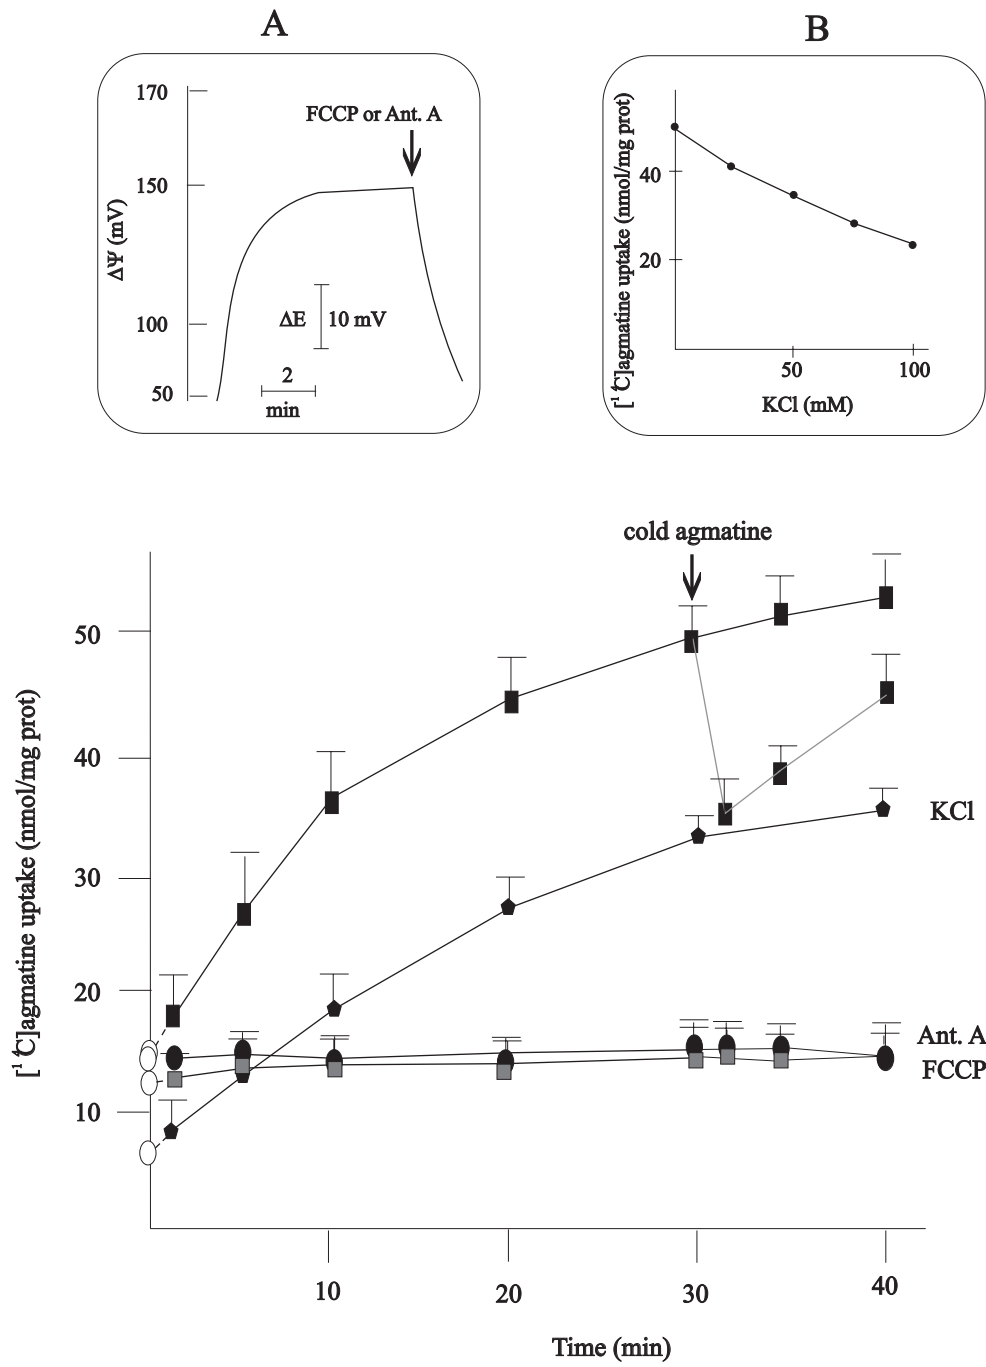 A
B
170
150
100
50
ΔΨ (mV)
FCCP or Ant. A
ΔE
10 mV
2
min
[¹⁴C]agmatine uptake (nmol/mg prot)
40
20
50
100
KCl (mM)
cold agmatine
50
40
30
20
10
[¹⁴C]agmatine uptake (nmol/mg prot)
KCl
Ant. A
FCCP
10
20
30
40
Time (min)